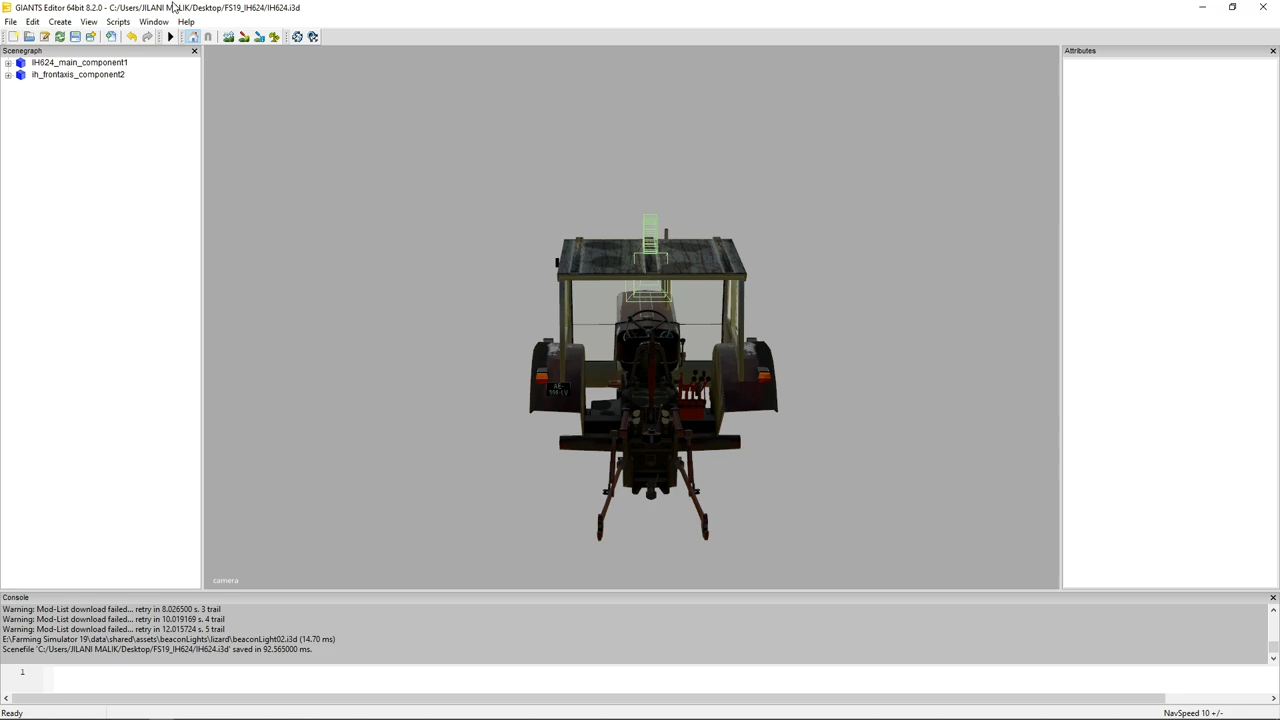 GIANTS Editor 64bit 8.2.0 - C:/Users/JILANI MALIK/Desktop/FS19_IH624/IH624.i3d
File Edit Create View Scripts Window Help
Scenegraph
IH624_main_component1
ih_frontaxis_component2
Attributes
AE-
camera
Console
Warning: Mod-List download failed... retry in 8.026500 s. 3 trail
Warning: Mod-List download failed... retry in 10.019169 s. 4 trail
Warning: Mod-List download failed... retry in 12.015724 s. 5 trail
E:\Farming Simulator 19\data\shared\assets\beaconLights\lizard\beaconLight02.i3d (14.70 ms)
Scenefile 'C:/Users/JILANI MALIK/Desktop/FS19_IH624/IH624.i3d' saved in 92.565000 ms.
1
Ready
NavSpeed 10 +/-